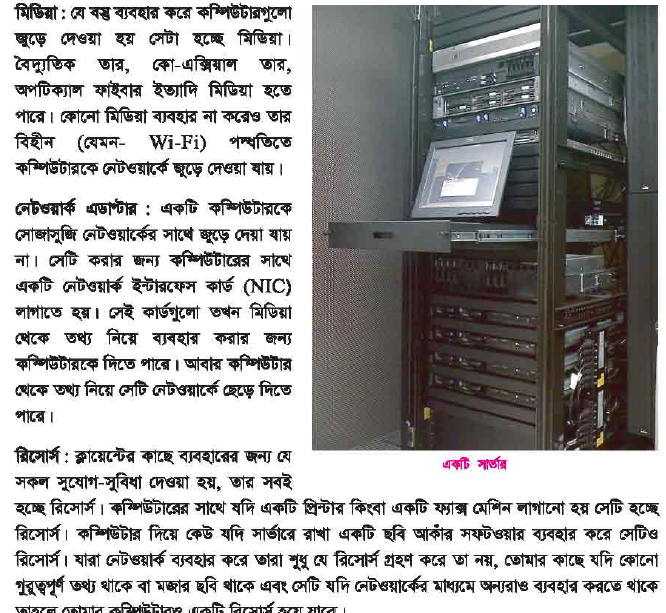 মিডিয়া : যে বস্তু ব্যবহার করে কম্পিউটারগুলো
জুড়ে দেওয়া হয় সেটা হচ্ছে মিডিয়া।
বৈদ্যুতিক তার, কো-এক্সিয়াল তার,
অপটিক্যাল ফাইবার ইত্যাদি মিডিয়া হতে
পারে। কোনো মিডিয়া ব্যবহার না করেও তার
বিহীন (যেমন- Wi-Fi) পদ্ধতিতে
কম্পিউটারকে নেটওয়ার্কে জুড়ে দেওয়া যায়।
নেটওয়ার্ক এডাপ্টার : একটি কম্পিউটারকে
সোজাসুজি নেটওয়ার্কের সাথে জুড়ে দেয়া যায়
না। সেটি করার জন্য কম্পিউটারের সাথে
একটি নেটওয়ার্ক ইন্টারফেস কার্ড (NIC)
লাগাতে হয়। সেই কার্ডগুলো তখন মিডিয়া
থেকে তথ্য নিয়ে ব্যবহার করার জন্য
কম্পিউটারকে দিতে পারে। আবার কম্পিউটার
থেকে তথ্য নিয়ে সেটি নেটওয়ার্কে ছেড়ে দিতে
পারে।
একটি সার্ভার
রিসোর্স : ক্লায়েন্টের কাছে ব্যবহারের জন্য যে
সকল সুযোগ-সুবিধা দেওয়া হয়, তার সবই
হচ্ছে রিসোর্স। কম্পিউটারের সাথে যদি একটি প্রিন্টার কিংবা একটি ফ্যাক্স মেশিন লাগানো হয় সেটি হচ্ছে
রিসোর্স। কম্পিউটার দিয়ে কেউ যদি সার্ভারে রাখা একটি ছবি আকাঁর সফটওয়ার ব্যবহার করে সেটিও
রিসোর্স। যারা নেটওয়ার্ক ব্যবহার করে তারা শুধু যে রিসোর্স গ্রহণ করে তা নয়, তোমার কাছে যদি কোনো
গুরুত্বপূর্ণ তথ্য থাকে বা মজার ছবি থাকে এবং সেটি যদি নেটওয়ার্কের মাধ্যমে অন্যরাও ব্যবহার করতে থাকে
তাহলে তোমার কম্পিউটারও একটি রিসোর্স হয়ে যাবে।